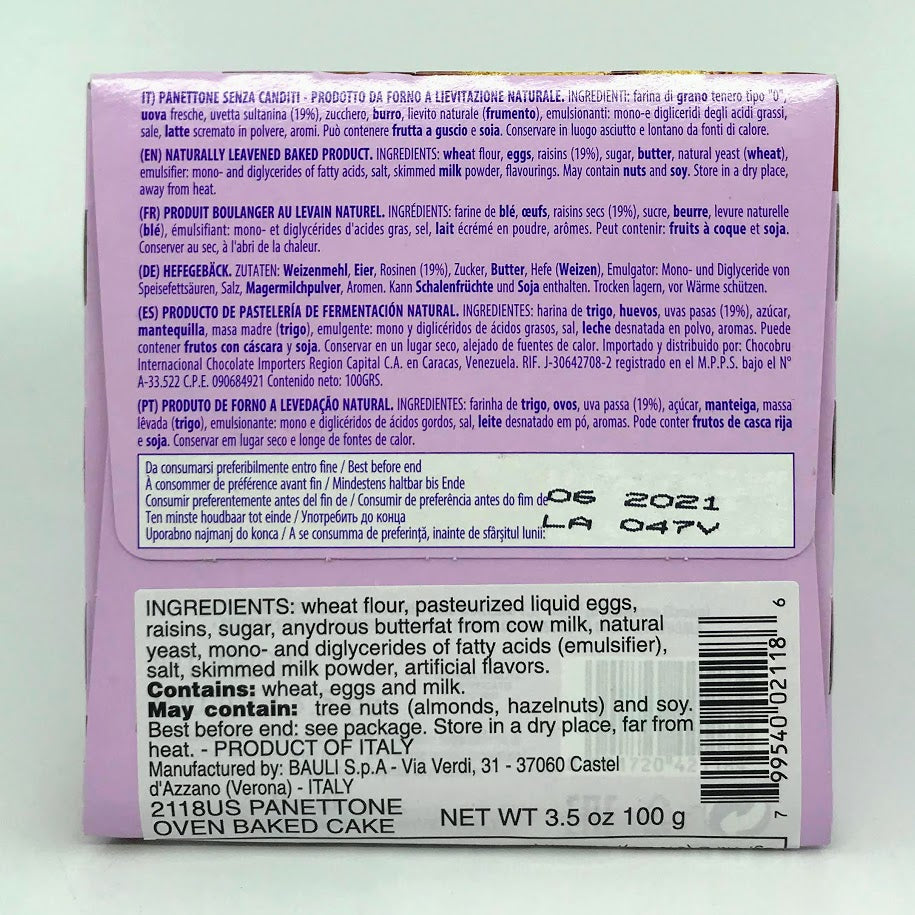 IT) PANETTONE SENZA CANDITI - PRODOTTO DA FORNO A LIEVITAZIONE NATURALE. INGREDIENTI: farina di grano tenero tipo "0",
uova fresche, uvetta sultanina (19%), zucchero, burro, lievito naturale (frumento), emulsionanti: mono-e digliceridi degli acidi grassi,
sale, latte scremato in polvere, aromi. Può contenere frutta a guscio e soia. Conservare in luogo asciutto e lontano da fonti di calore.
(EN) NATURALLY LEAVENED BAKED PRODUCT. INGREDIENTS: wheat flour, eggs, raisins (19%), sugar, butter, natural yeast (wheat),
emulsifier: mono- and diglycerides of fatty acids, salt, skimmed milk powder, flavourings. May contain nuts and soy. Store in a dry place,
away from heat.
(FR) PRODUIT BOULANGER AU LEVAIN NATUREL. INGRÉDIENTS: farine de blé, œufs, raisins secs (19%), sucre, beurre, levure naturelle
(blé), émulsifiant: mono- et diglycérides d'acides gras, sel, lait écrémé en poudre, arômes. Peut contenir: fruits à coque et soja.
Conserver au sec, à l'abri de la chaleur.
(DE) HEFEGEBÄCK. ZUTATEN: Weizenmehl, Eier, Rosinen (19%), Zucker, Butter, Hefe (Weizen), Emulgator: Mono- und Diglyceride von
Speisefettsäuren, Salz, Magermilchpulver, Aromen. Kann Schalenfrüchte und Soja enthalten. Trocken lagern, vor Wärme schützen.
(ES) PRODUCTO DE PASTELERÍA DE FERMENTACIÓN NATURAL. INGREDIENTES: harina de trigo, huevos, uvas pasas (19%), azúcar,
mantequilla, masa madre (trigo), emulgente: mono y diglicéridos de ácidos grasos, sal, leche desnatada en polvo, aromas. Puede
contener frutos con cáscara y soja. Conservar en un lugar seco, alejado de fuentes de calor. Importado y distribuido por: Chocobru
Internacional Chocolate Importers Region Capital C.A. en Caracas, Venezuela. RIF. J-30642708-2 registrado en el M.P.P.S. bajo el N°
A-33.522 C.P.E. 090684921 Contenido neto: 100GRS.
(PT) PRODUTO DE FORNO A LEVEDAÇÃO NATURAL. INGREDIENTES: farinha de trigo, ovos, uva passa (19%), açúcar, manteiga, massa
lêvada (trigo), emulsionante: mono e diglicéridos de ácidos gordos, sal, leite desnatado em pó, aromas. Pode conter frutos de casca rija
e soja. Conservar em lugar seco e longe de fontes de calor.
Da consumarsi preferibilmente entro fine / Best before end
À consommer de préférence avant fin / Mindestens haltbar bis Ende
Consumir preferentemente antes del fin de / Consumir de preferência antes do fim de 06 2021
Ten minste houdbaar tot einde / Употребить до конца LA 047V
Uporabno najmanj do konca / A se consumma de preferinţă, inainte de sfârşitul lunii:
INGREDIENTS: wheat flour, pasteurized liquid eggs,
raisins, sugar, anydrous butterfat from cow milk, natural
yeast, mono- and diglycerides of fatty acids (emulsifier),
salt, skimmed milk powder, artificial flavors.
Contains: wheat, eggs and milk.
May contain: tree nuts (almonds, hazelnuts) and soy.
Best before end: see package. Store in a dry place, far from
heat. - PRODUCT OF ITALY
Manufactured by: BAULI S.p.A - Via Verdi, 31 - 37060 Castel
d'Azzano (Verona) - ITALY
2118US PANETTONE
OVEN BAKED CAKE NET WT 3.5 oz 100 g
7 99540 02118 6